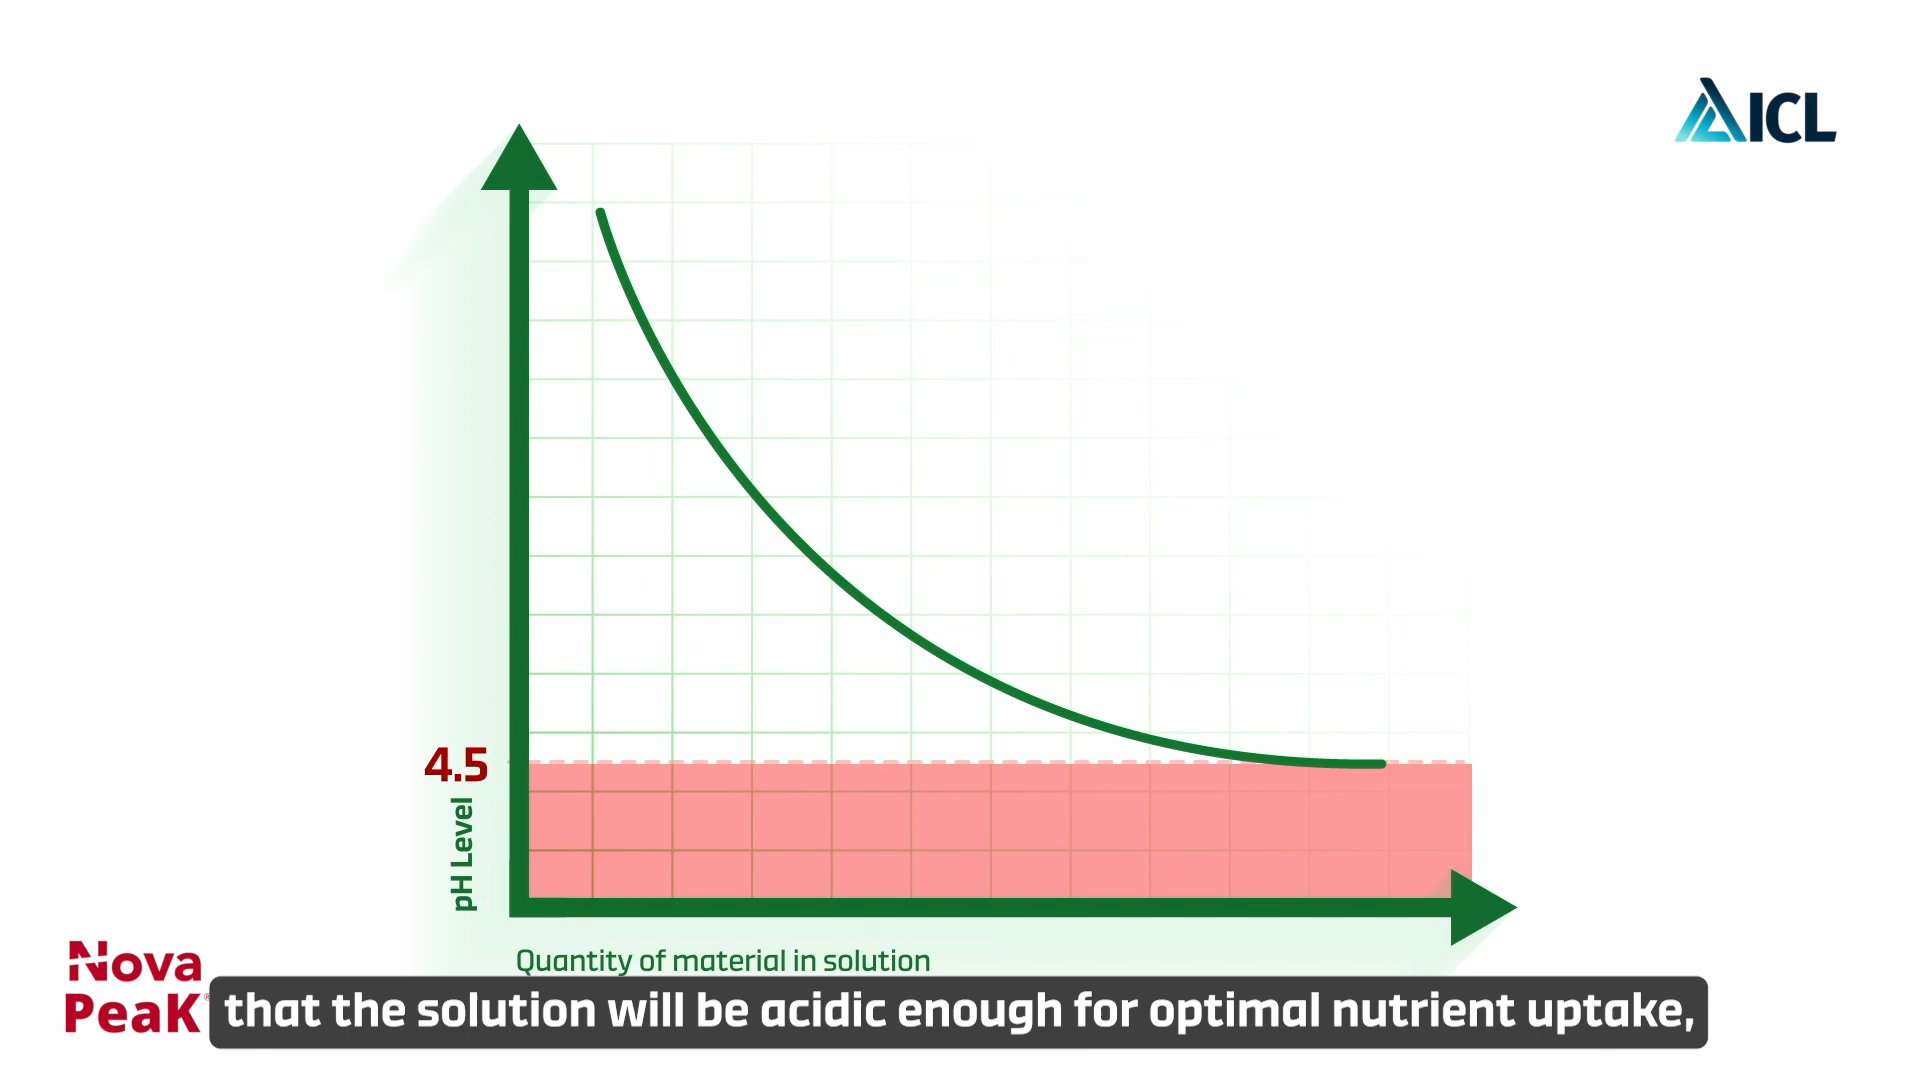 ICL
4.5
pH Level
Quantity of material in solution
Nova
PeaK®
that the solution will be acidic enough for optimal nutrient uptake,